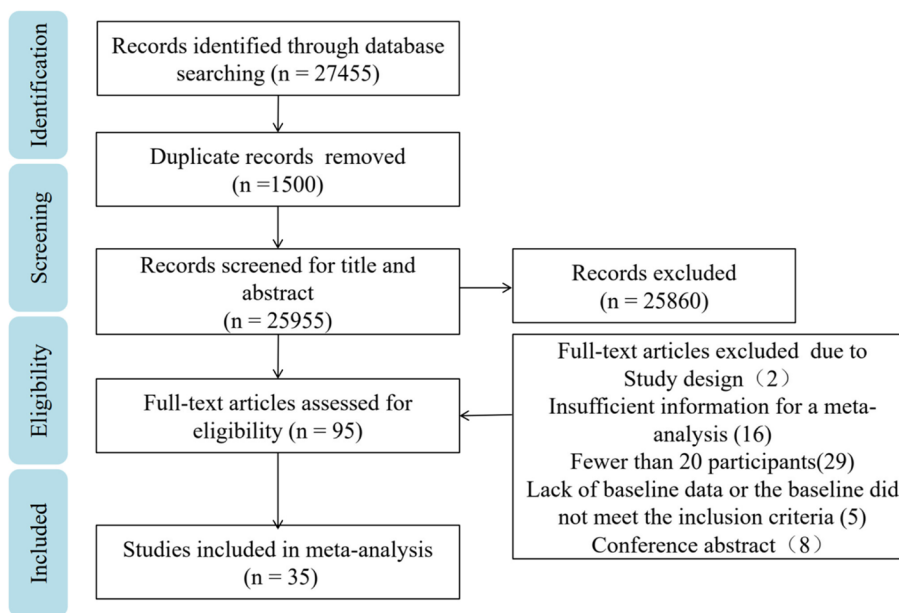 Identification
Records identified through database
searching (n = 27455)
Duplicate records removed
(n =1500)
Screening
Records screened for title and
abstract
(n = 25955)
Records excluded
(n = 25860)
Eligibility
Full-text articles assessed for
eligibility (n = 95)
Full-text articles excluded due to
Study design（2）
Insufficient information for a meta-
analysis (16)
Fewer than 20 participants(29)
Lack of baseline data or the baseline did
not meet the inclusion criteria (5)
Conference abstract（8）
Included
Studies included in meta-analysis
(n = 35)